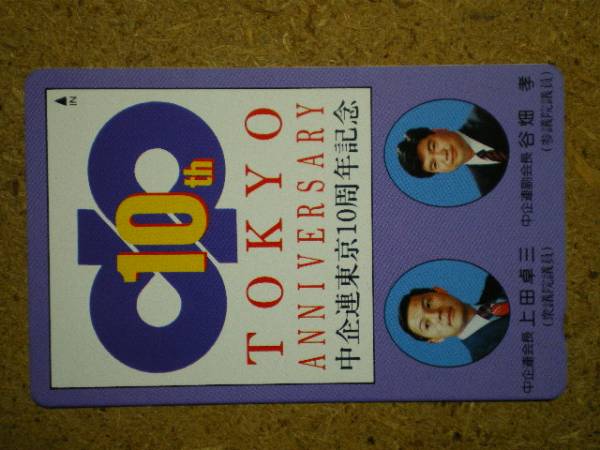 IN
10th
TOKYO
ANNIVERSARY
中企連東京10周年記念
中企連会長 上田卓三
(衆議院議員)
中企連副会長 谷畑 孝
(参議院議員)